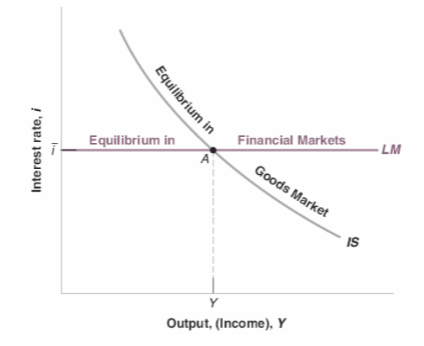 Equilibrium in
Equilibrium in
Financial Markets
LM
ī
A
Goods Market
IS
Interest rate, i
Y
Output, (Income), Y